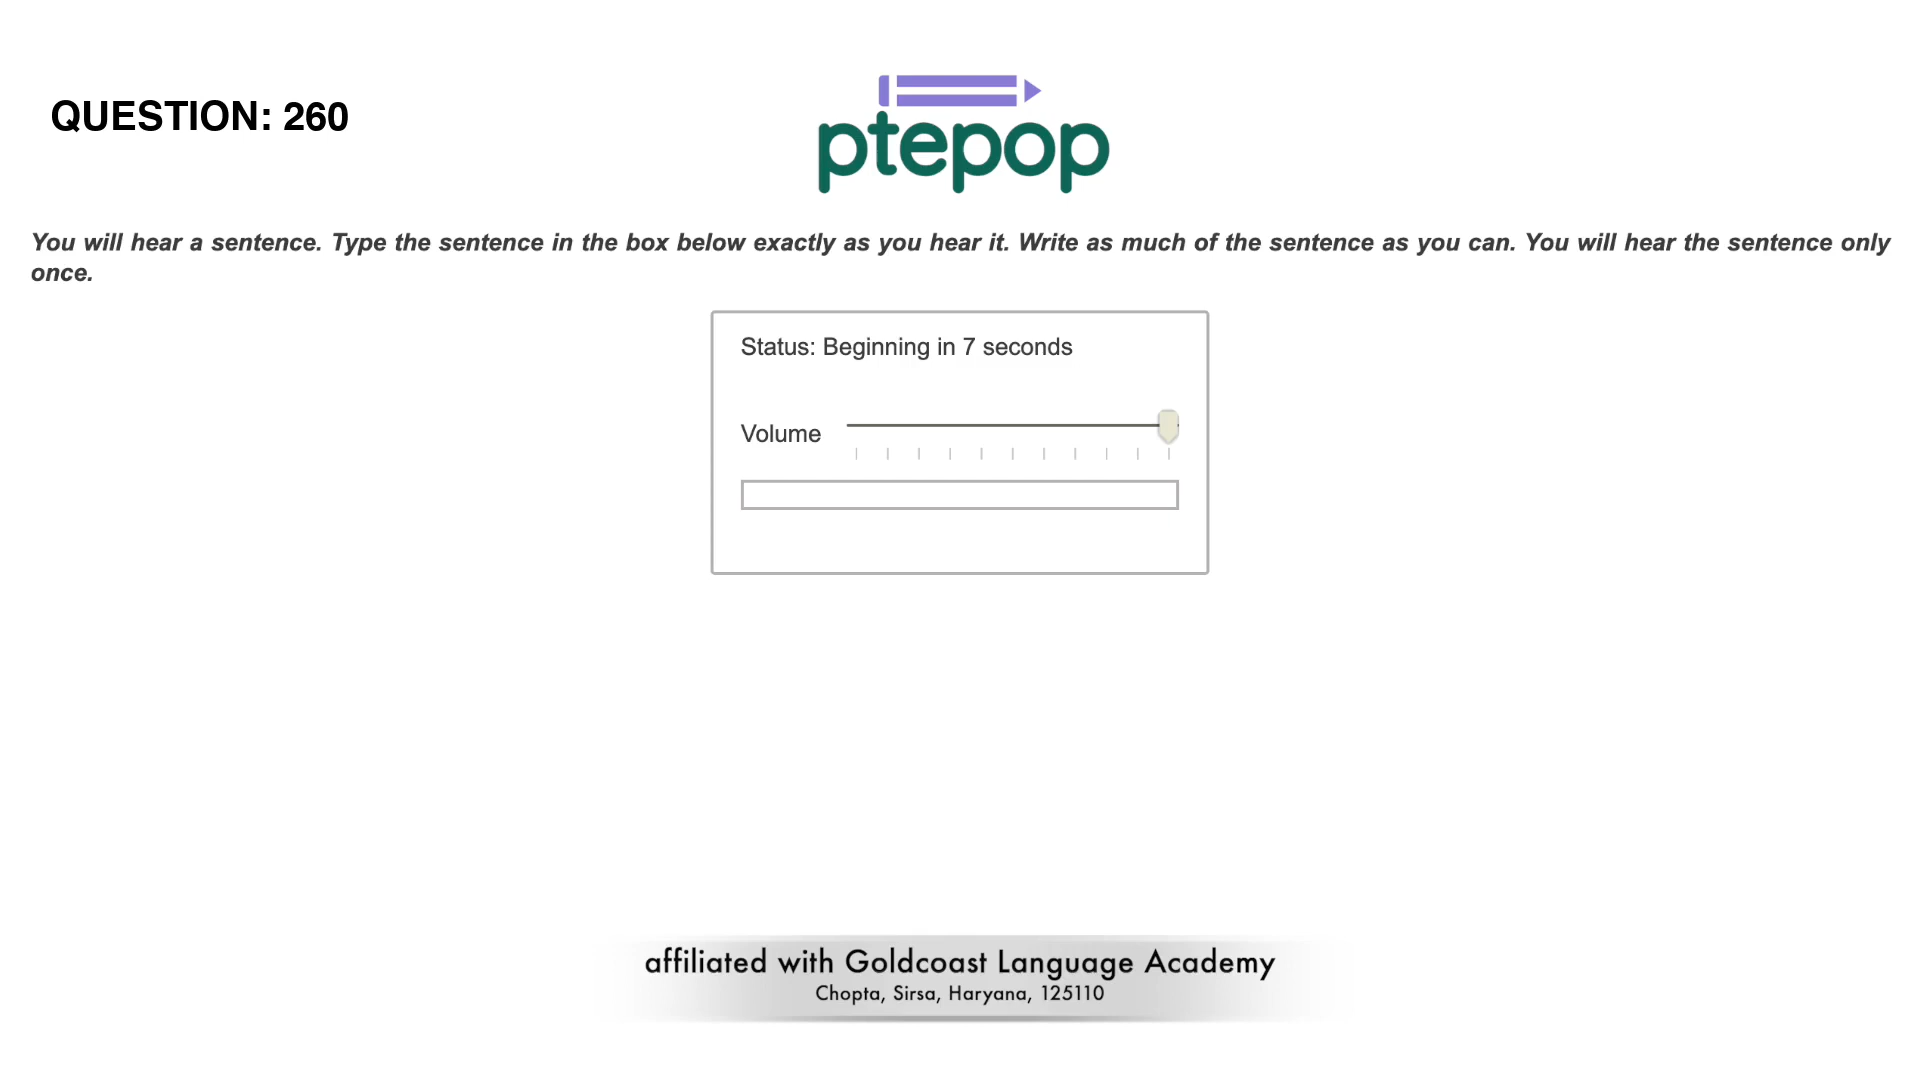 QUESTION: 260
ptepop
You will hear a sentence. Type the sentence in the box below exactly as you hear it. Write as much of the sentence as you can. You will hear the sentence only
once.
Status: Beginning in 7 seconds
Volume
affiliated with Goldcoast Language Academy
Chopta, Sirsa, Haryana, 125110